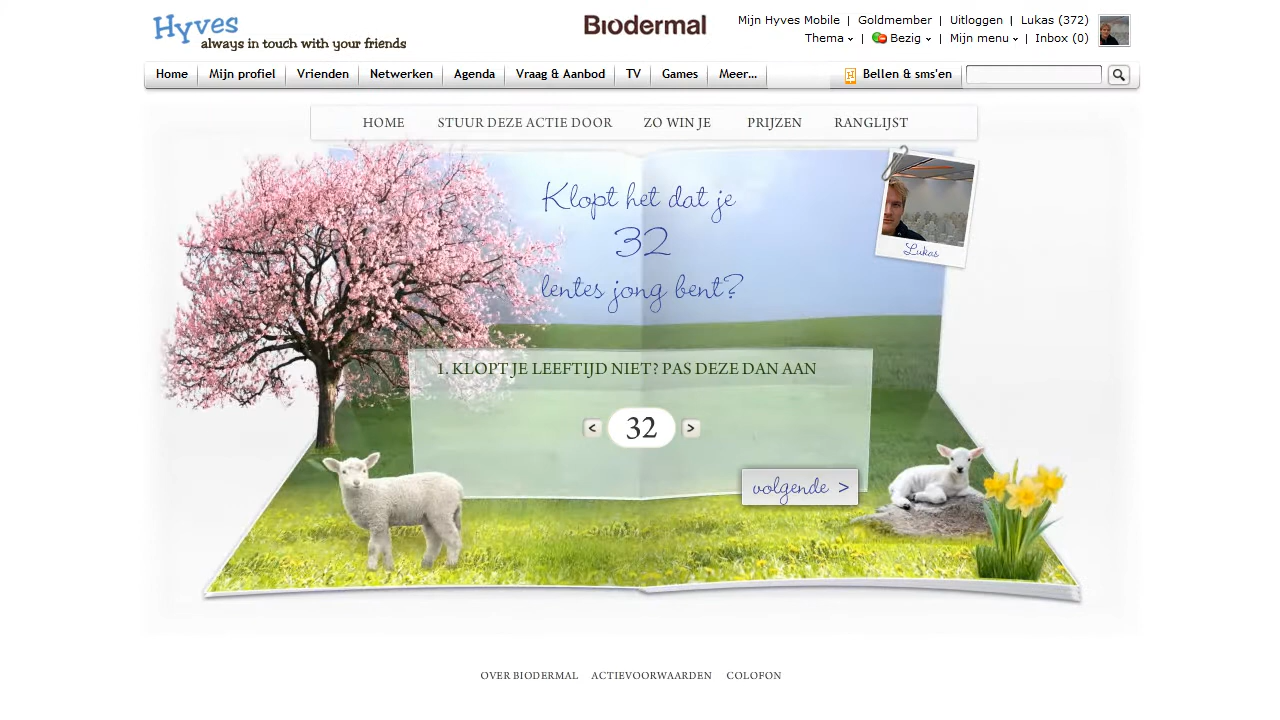 Hyves
always in touch with your friends
Biodermal
Mijn Hyves Mobile | Goldmember | Uitloggen | Lukas (372)
Thema | Bezig | Mijn menu | Inbox (0)
Home Mijn profiel Vrienden Netwerken Agenda Vraag & Aanbod TV Games Meer... Bellen & sms'en
HOME STUUR DEZE ACTIE DOOR ZO WIN JE PRIJZEN RANGLIJST
Klopt het dat je
32
lentes jong bent?
Lukas
1. KLOPT JE LEEFTIJD NIET? PAS DEZE DAN AAN
< 32 >
volgende >
OVER BIODERMAL ACTIEVOORWAARDEN COLOFON